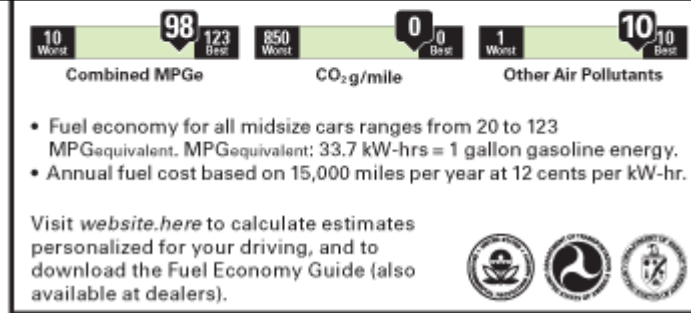 98
0
10
10 Worst
123 Best
850 Worst
0 Best
1 Worst
10 Best
Combined MPGe
CO₂ g/mile
Other Air Pollutants
• Fuel economy for all midsize cars ranges from 20 to 123
MPGequivalent. MPGequivalent: 33.7 kW-hrs = 1 gallon gasoline energy.
• Annual fuel cost based on 15,000 miles per year at 12 cents per kW-hr.
Visit website.here to calculate estimates
personalized for your driving, and to
download the Fuel Economy Guide (also
available at dealers).